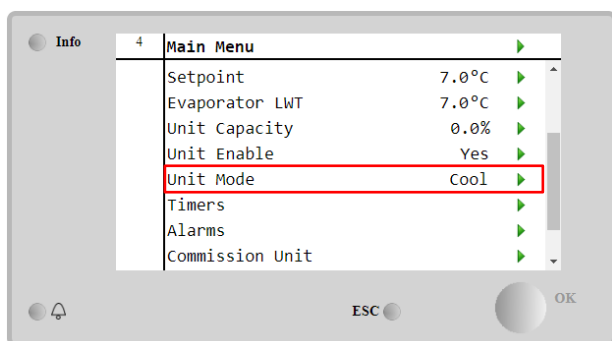 Info
4 Main Menu
Setpoint 7.0°C
Evaporator LWT 7.0°C
Unit Capacity 0.0%
Unit Enable Yes
Unit Mode Cool
Timers
Alarms
Commission Unit
ESC OK